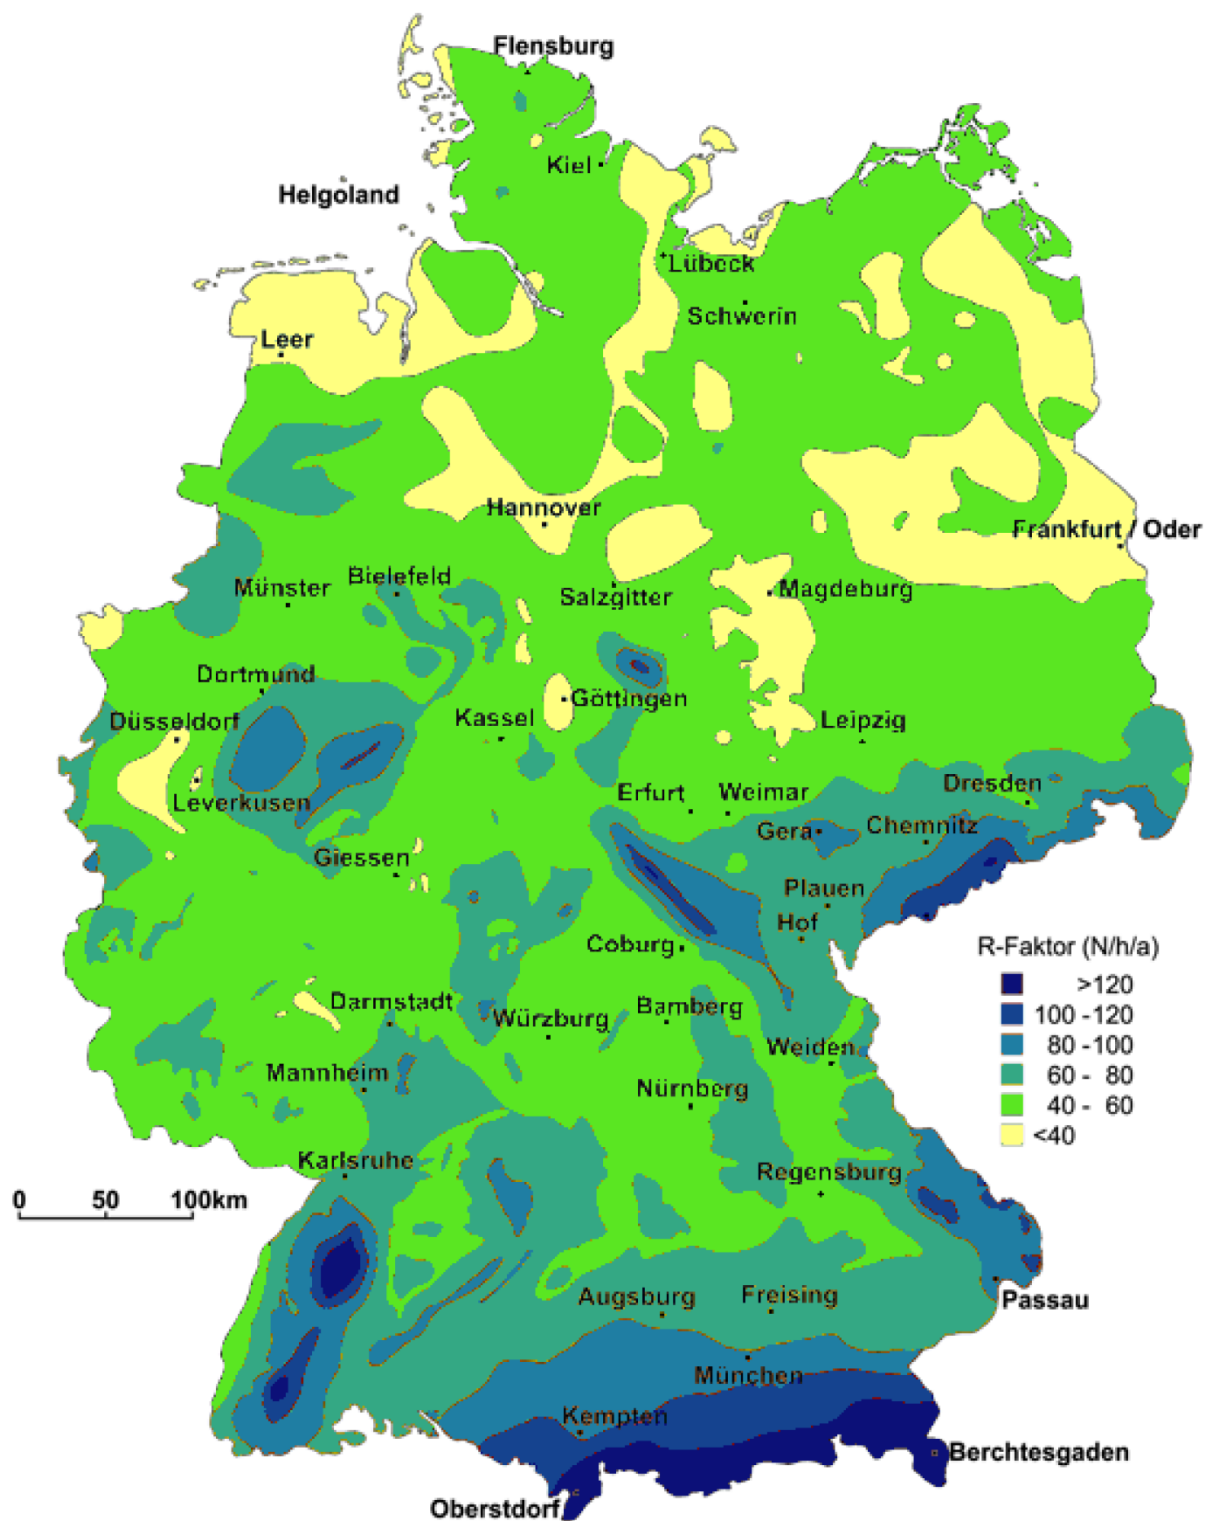 Flensburg
Kiel
Helgoland
Lübeck
Schwerin
Leer
Hannover
Frankfurt / Oder
Münster
Bielefeld
Salzgitter
Magdeburg
Dortmund
Göttingen
Düsseldorf
Kassel
Leipzig
Leverkusen
Erfurt
Weimar
Dresden
Gera
Chemnitz
Giessen
Plauen
Hof
Coburg
R-Faktor (N/h/a)
>120
100 -120
80 -100
60 - 80
40 - 60
<40
Darmstadt
Würzburg
Bamberg
Weiden
Mannheim
Nürnberg
Karlsruhe
Regensburg
0 50 100km
Augsburg
Freising
Passau
München
Kempten
Berchtesgaden
Oberstdorf